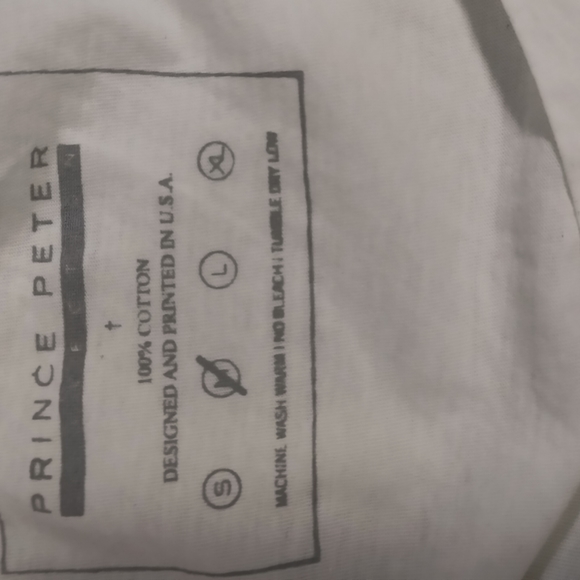 PRINCE PETER
†
100% COTTON
DESIGNED AND PRINTED IN U.S.A.
S M L XL
MACHINE WASH WARM | NO BLEACH | TUMBLE DRY LOW